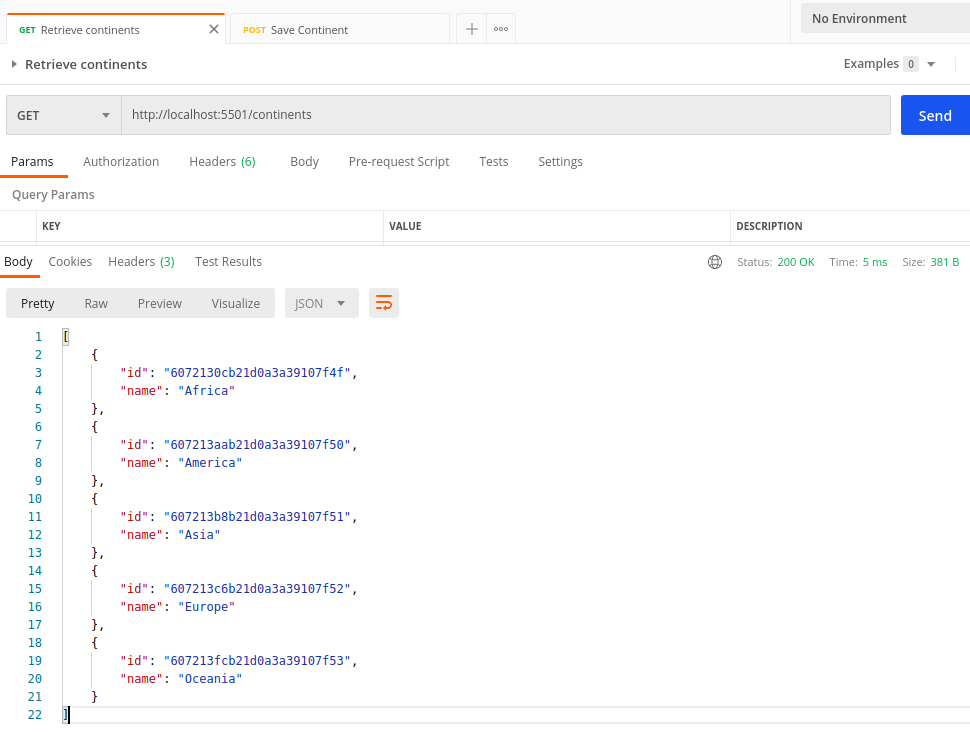 GET Retrieve continents POST Save Continent No Environment
Retrieve continents Examples 0
GET http://localhost:5501/continents Send
Params Authorization Headers (6) Body Pre-request Script Tests Settings
Query Params
KEY VALUE DESCRIPTION
Body Cookies Headers (3) Test Results Status: 200 OK Time: 5 ms Size: 381 B
Pretty Raw Preview Visualize JSON
1 [
2 {
3 "id": "6072130cb21d0a3a39107f4f",
4 "name": "Africa"
5 },
6 {
7 "id": "607213aab21d0a3a39107f50",
8 "name": "America"
9 },
10 {
11 "id": "607213b8b21d0a3a39107f51",
12 "name": "Asia"
13 },
14 {
15 "id": "607213c6b21d0a3a39107f52",
16 "name": "Europe"
17 },
18 {
19 "id": "607213fcb21d0a3a39107f53",
20 "name": "Oceania"
21 }
22 ]